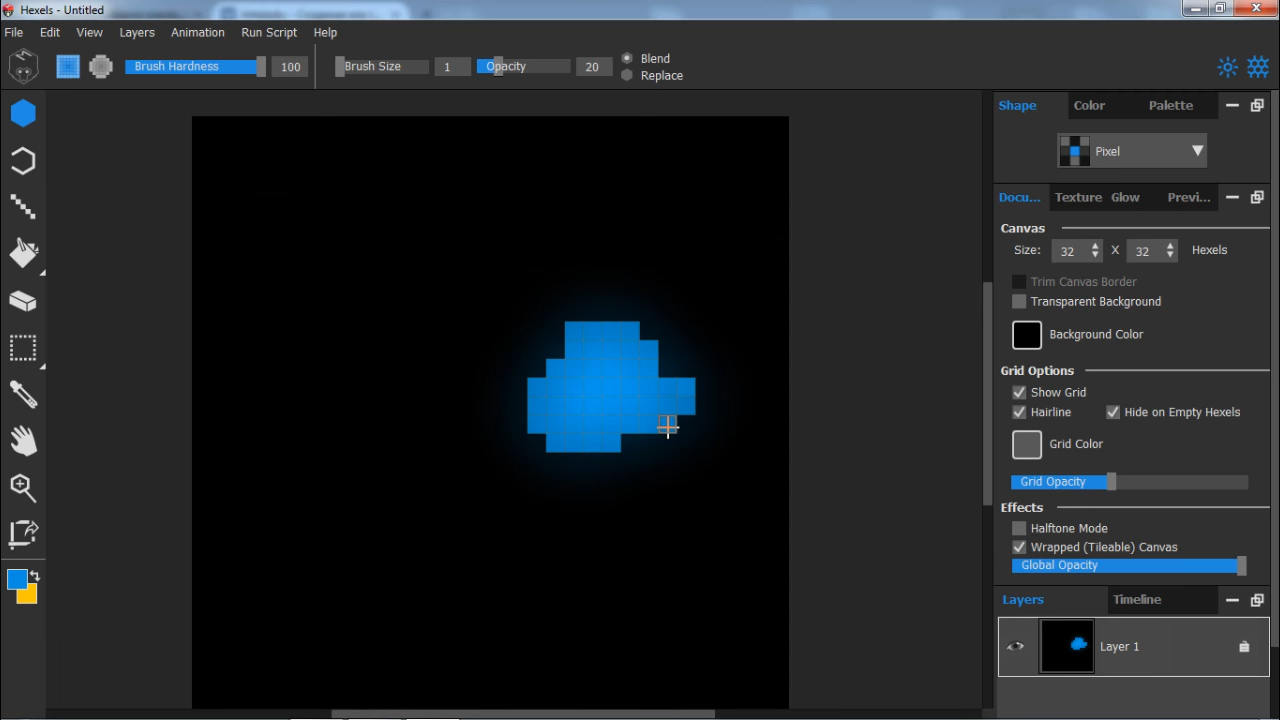 Hexels - Untitled
File Edit View Layers Animation Run Script Help
Brush Hardness 100 Brush Size 1 Opacity 20 Blend
Replace
Shape Color Palette
Pixel
Docu... Texture Glow Previ...
Canvas
Size: 32 X 32 Hexels
Trim Canvas Border
Transparent Background
Background Color
Grid Options
Show Grid
Hairline Hide on Empty Hexels
Grid Color
Grid Opacity
Effects
Halftone Mode
Wrapped (Tileable) Canvas
Global Opacity
Layers Timeline
Layer 1